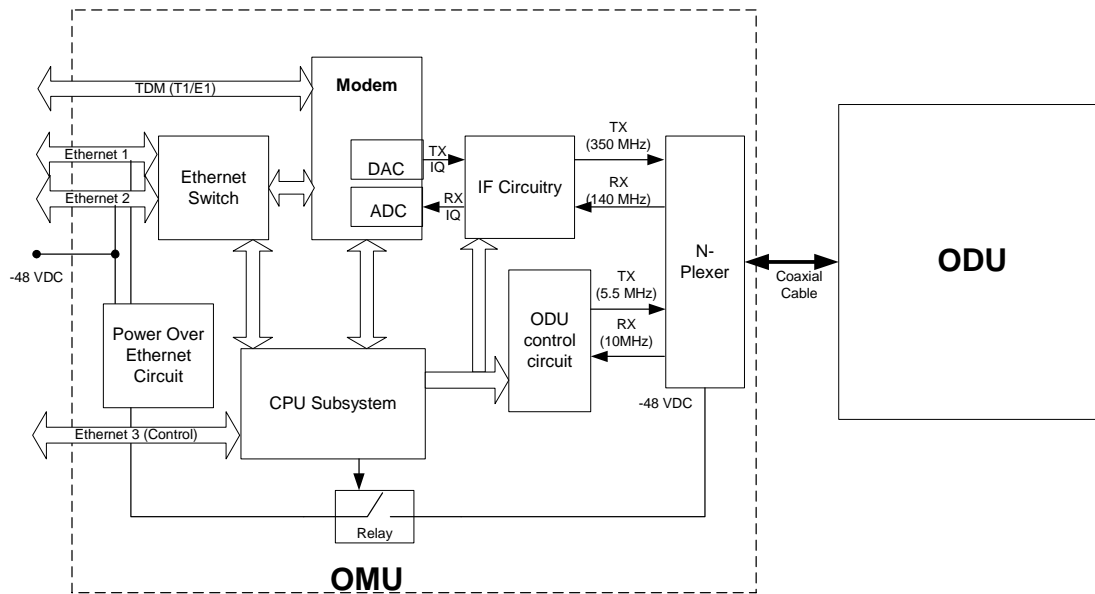 TDM (T1/E1)
Modem
Ethernet 1
Ethernet 2
Ethernet
Switch
DAC
ADC
TX
IQ
RX
IQ
IF Circuitry
TX
(350 MHz)
RX
(140 MHz)
N-
Plexer
Coaxial
Cable
ODU
-48 VDC
Power Over
Ethernet
Circuit
CPU Subsystem
ODU
control
circuit
TX
(5.5 MHz)
RX
(10MHz)
-48 VDC
Ethernet 3 (Control)
Relay
OMU